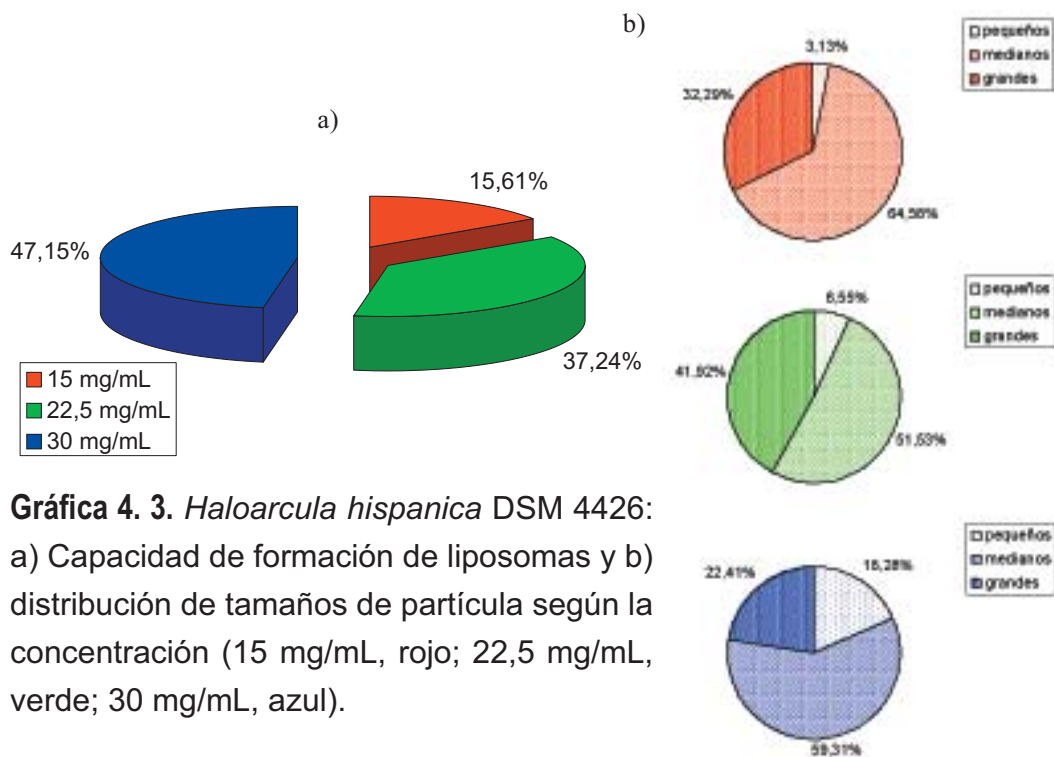 a)
15,61%
47,15%
37,24%
15 mg/mL
22,5 mg/mL
30 mg/mL
b)
pequeños
medianos
grandes
3,13%
32,29%
64,58%
pequeños
medianos
grandes
6,55%
41,92%
51,53%
pequeños
medianos
grandes
18,28%
22,41%
59,31%
Gráfica 4. 3. Haloarcula hispanica DSM 4426:
a) Capacidad de formación de liposomas y b)
distribución de tamaños de partícula según la
concentración (15 mg/mL, rojo; 22,5 mg/mL,
verde; 30 mg/mL, azul).